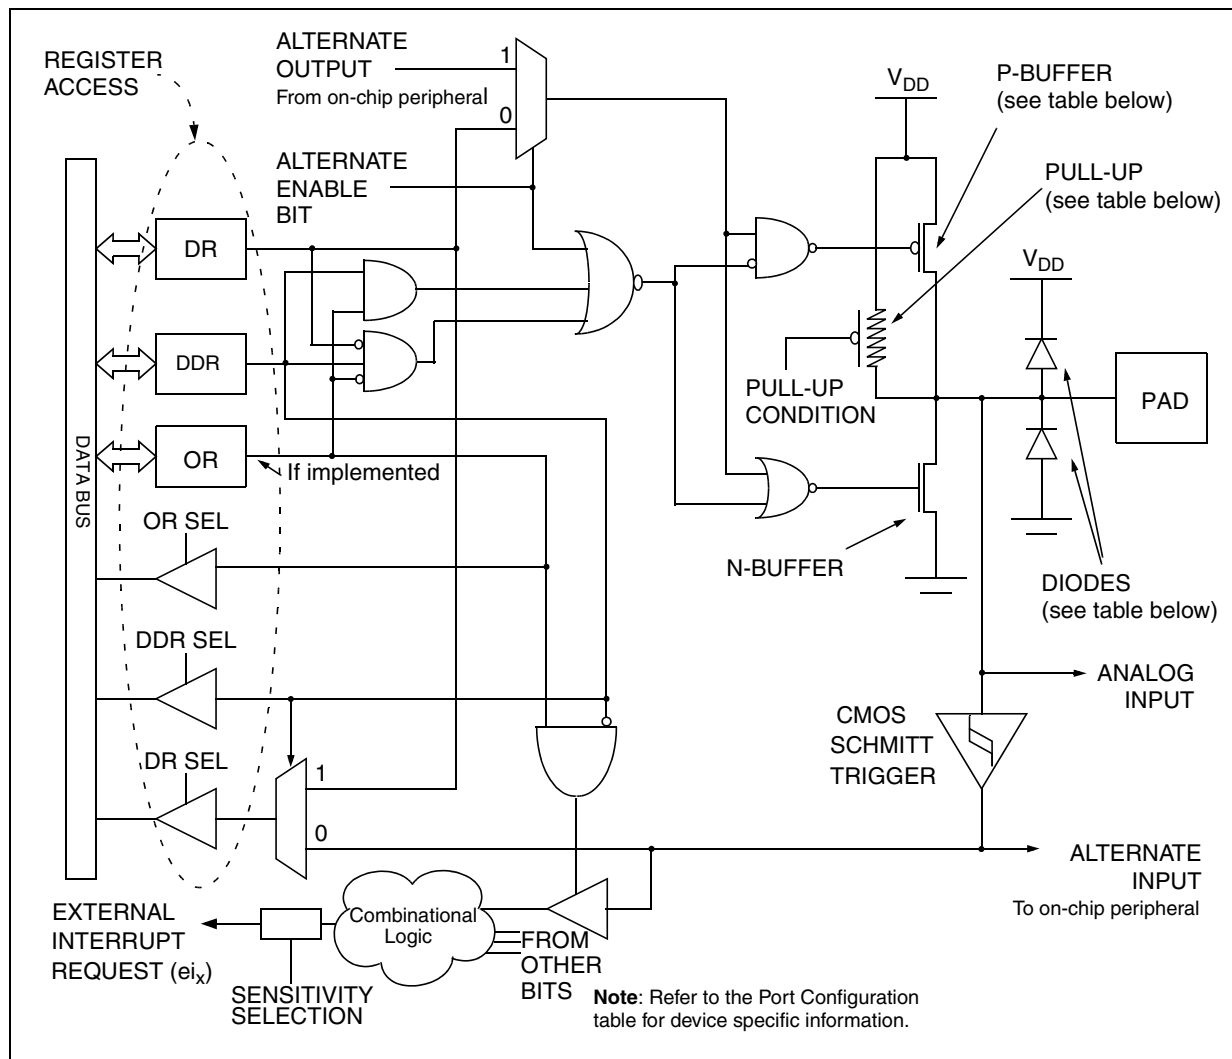 REGISTER
ACCESS
ALTERNATE
OUTPUT
From on-chip peripheral
1
0
ALTERNATE
ENABLE
BIT
VDD
P-BUFFER
(see table below)
PULL-UP
(see table below)
VDD
DR
DDR
OR
If implemented
DATA BUS
PULL-UP
CONDITION
PAD
N-BUFFER
DIODES
(see table below)
OR SEL
DDR SEL
DR SEL
1
0
ANALOG
INPUT
CMOS
SCHMITT
TRIGGER
ALTERNATE
INPUT
To on-chip peripheral
EXTERNAL
INTERRUPT
REQUEST (eix)
Combinational
Logic
SENSITIVITY
SELECTION
FROM
OTHER
BITS
Note: Refer to the Port Configuration
table for device specific information.